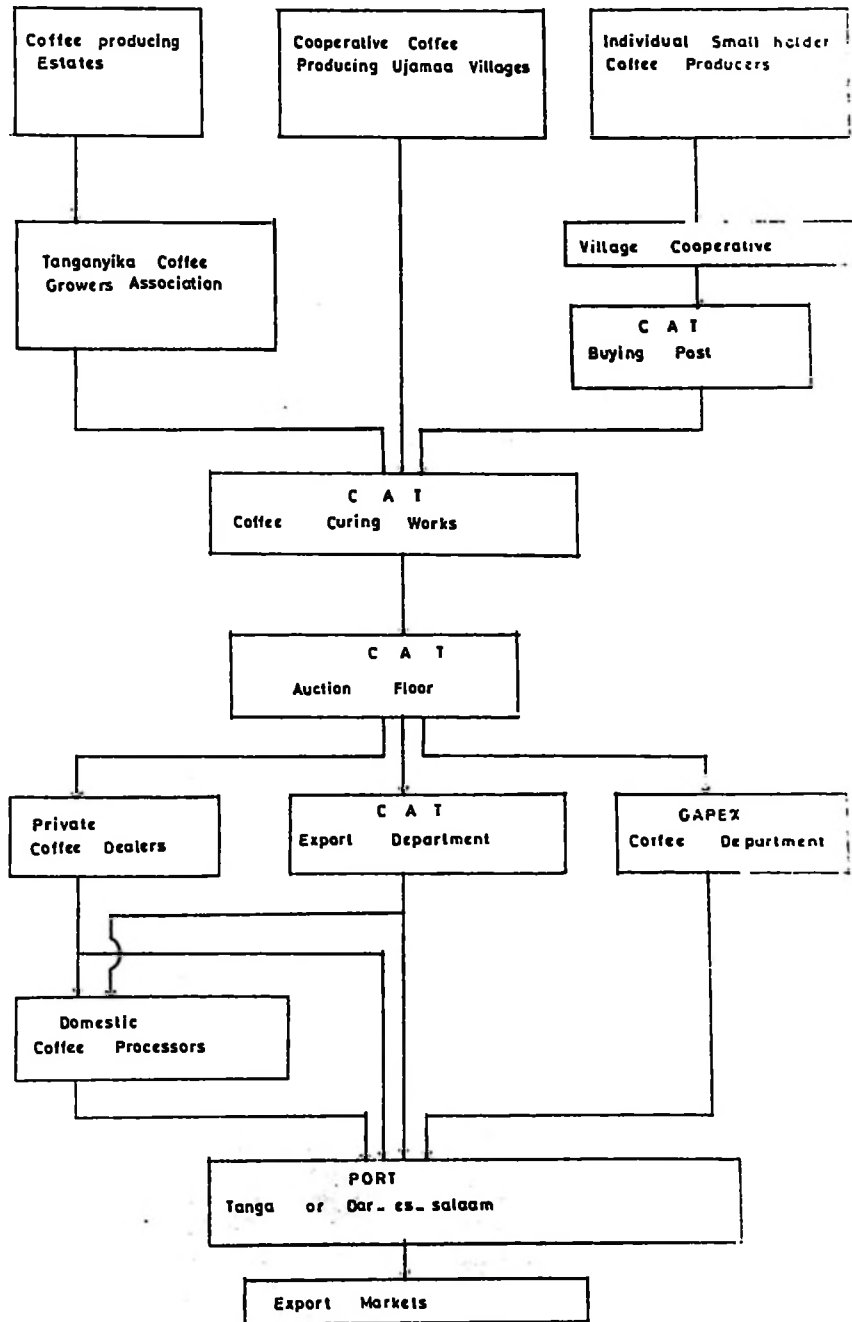 Coffee producing
Estates
Cooperative Coffee
Producing Ujamaa Villages
Individual Small holder
Coffee Producers
Tanganyika Coffee
Growers Association
Village Cooperative
C A T
Buying Post
C A T
Coffee Curing Works
C A T
Auction Floor
Private
Coffee Dealers
C A T
Export Department
GAPEX
Coffee Department
Domestic
Coffee Processors
PORT
Tanga or Dar_ es_ salaam
Export Markets